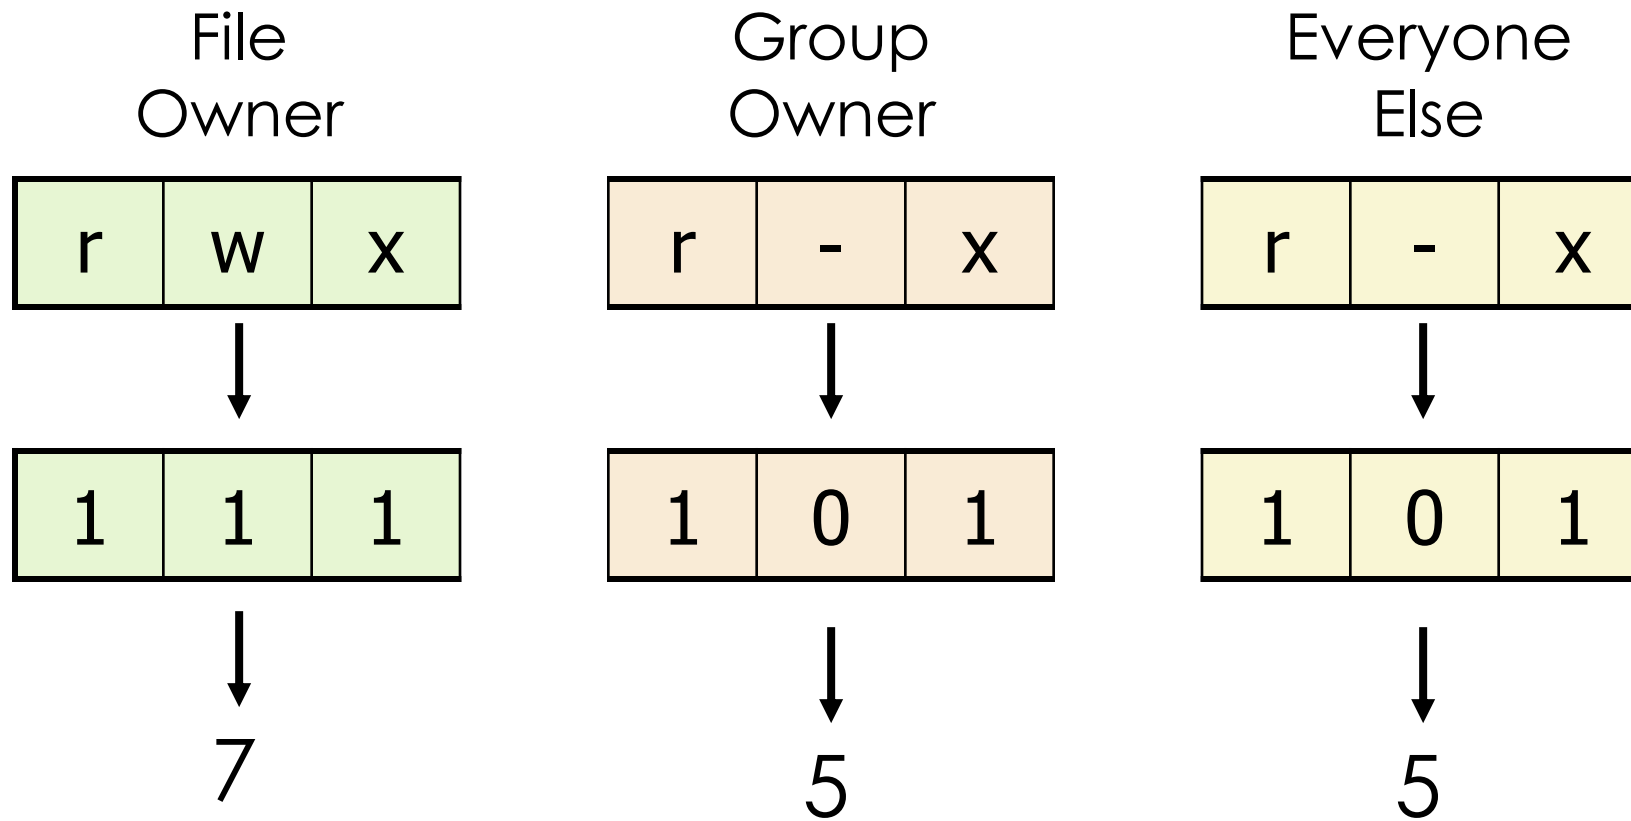 File Owner
Group Owner
Everyone Else
r w x
r - x
r - x
1 1 1
1 0 1
1 0 1
7
5
5